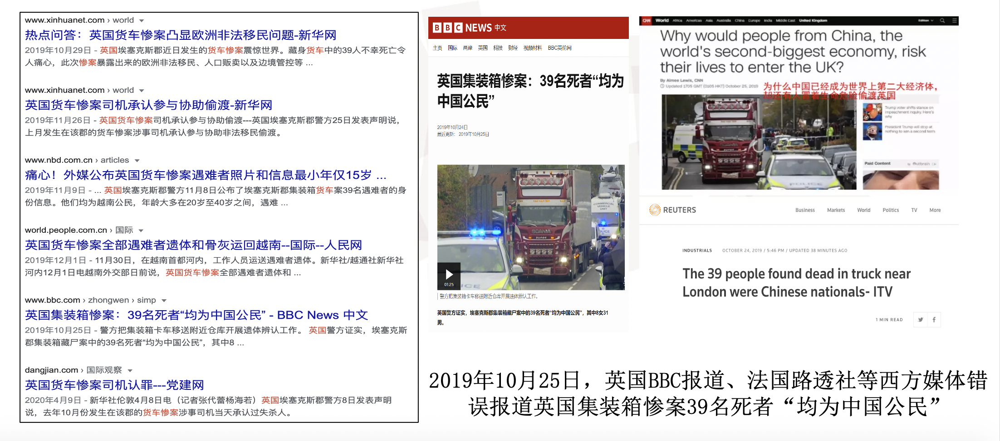 www.xinhuanet.com › world
热点问答：英国货车惨案凸显欧洲非法移民问题-新华网
2019年10月29日 - 英国埃塞克斯郡近日发生的货车惨案震惊世界。藏身货车中的39人不幸死亡令
人痛心，此次惨案暴露出来的欧洲非法移民、人口贩卖以及边境管控等 ...
www.xinhuanet.com › world
英国货车惨案司机承认参与协助偷渡-新华网
2019年11月26日 - 英国货车惨案司机承认参与协助偷渡---英国埃塞克斯郡警方25日发表声明说，
上月发生在该郡的货车惨案涉事司机承认参与协助非法移民偷渡。
www.nbd.com.cn › articles
痛心！外媒公布英国货车惨案遇难者照片和信息最小年仅15岁 ...
2019年11月9日 - ... 英国埃塞克斯郡警方11月8日公布了埃塞克斯郡集装箱货车案39名遇难者的身
份信息。他们均为越南公民，年龄大多在20岁至40岁之间，遇难 ...
world.people.com.cn › 国际
英国货车惨案全部遇难者遗体和骨灰运回越南--国际--人民网
2019年12月1日 - 11月30日，在越南首都河内，工作人员运送遇难者遗体。新华社/越通社新华社
河内12月1日电越南外交部日前说，英国货车惨案全部遇难者遗体和 ...
www.bbc.com › zhongwen › simp
英国集装箱惨案：39名死者“均为中国公民” - BBC News 中文
2019年10月25日 - 警方把集装箱卡车移送附近仓库开展遗体辨认工作。 英国警方证实，埃塞克斯
郡集装箱藏尸案中的39名死者“均为中国公民”，其中8 ...
dangjian.com › 国际观察
英国货车惨案司机认罪---党建网
2020年4月9日 - 新华社伦敦4月8日电（记者张代蕾杨海若）英国埃塞克斯郡警方8日发表声明
说，去年10月份发生在该郡的货车惨案涉事司机当天承认过失杀人。
BBC NEWS 中文
主页 国际 两岸 英国 科技 财经 视频材料 BBC英伦网
英国集装箱惨案：39名死者“均为
中国公民”
2019年10月24日
最近更新： 2019年10月25日
COMMERCIAL
VEHICLE
UNIT
POLICE
SCANIA
SUPER
01:25
警方把集装箱卡车移送附近仓库开展遗体辨认工作。
英国警方证实，埃塞克斯郡集装箱藏尸案中的39名死者“均为中国公民”，其中8女31
男。
CNN World Africa Americas Asia Australia China Europe India Middle East United Kingdom Edition
Why would people from China, the
world's second-biggest economy, risk
their lives to enter the UK?
By Aimee Lewis, CNN
Updated 1705 GMT (0105 HKT) October 25, 2019
为什么中国已经成为世界上第二大经济体，
却还有人冒着生命危险偷渡英国
Trump voter shifts stance on
impeachment inquiry. Here's
why
President Trump will stop at
nothing to win a second term
Paid Content by Outbrain
POLICE
REUTERS Business Markets World Politics TV More
INDUSTRIALS OCTOBER 24, 2019 / 5:46 PM / UPDATED 38 MINUTES AGO
The 39 people found dead in truck near
London were Chinese nationals- ITV
1 MIN READ
2019年10月25日，英国BBC报道、法国路透社等西方媒体错
误报道英国集装箱惨案39名死者“均为中国公民”